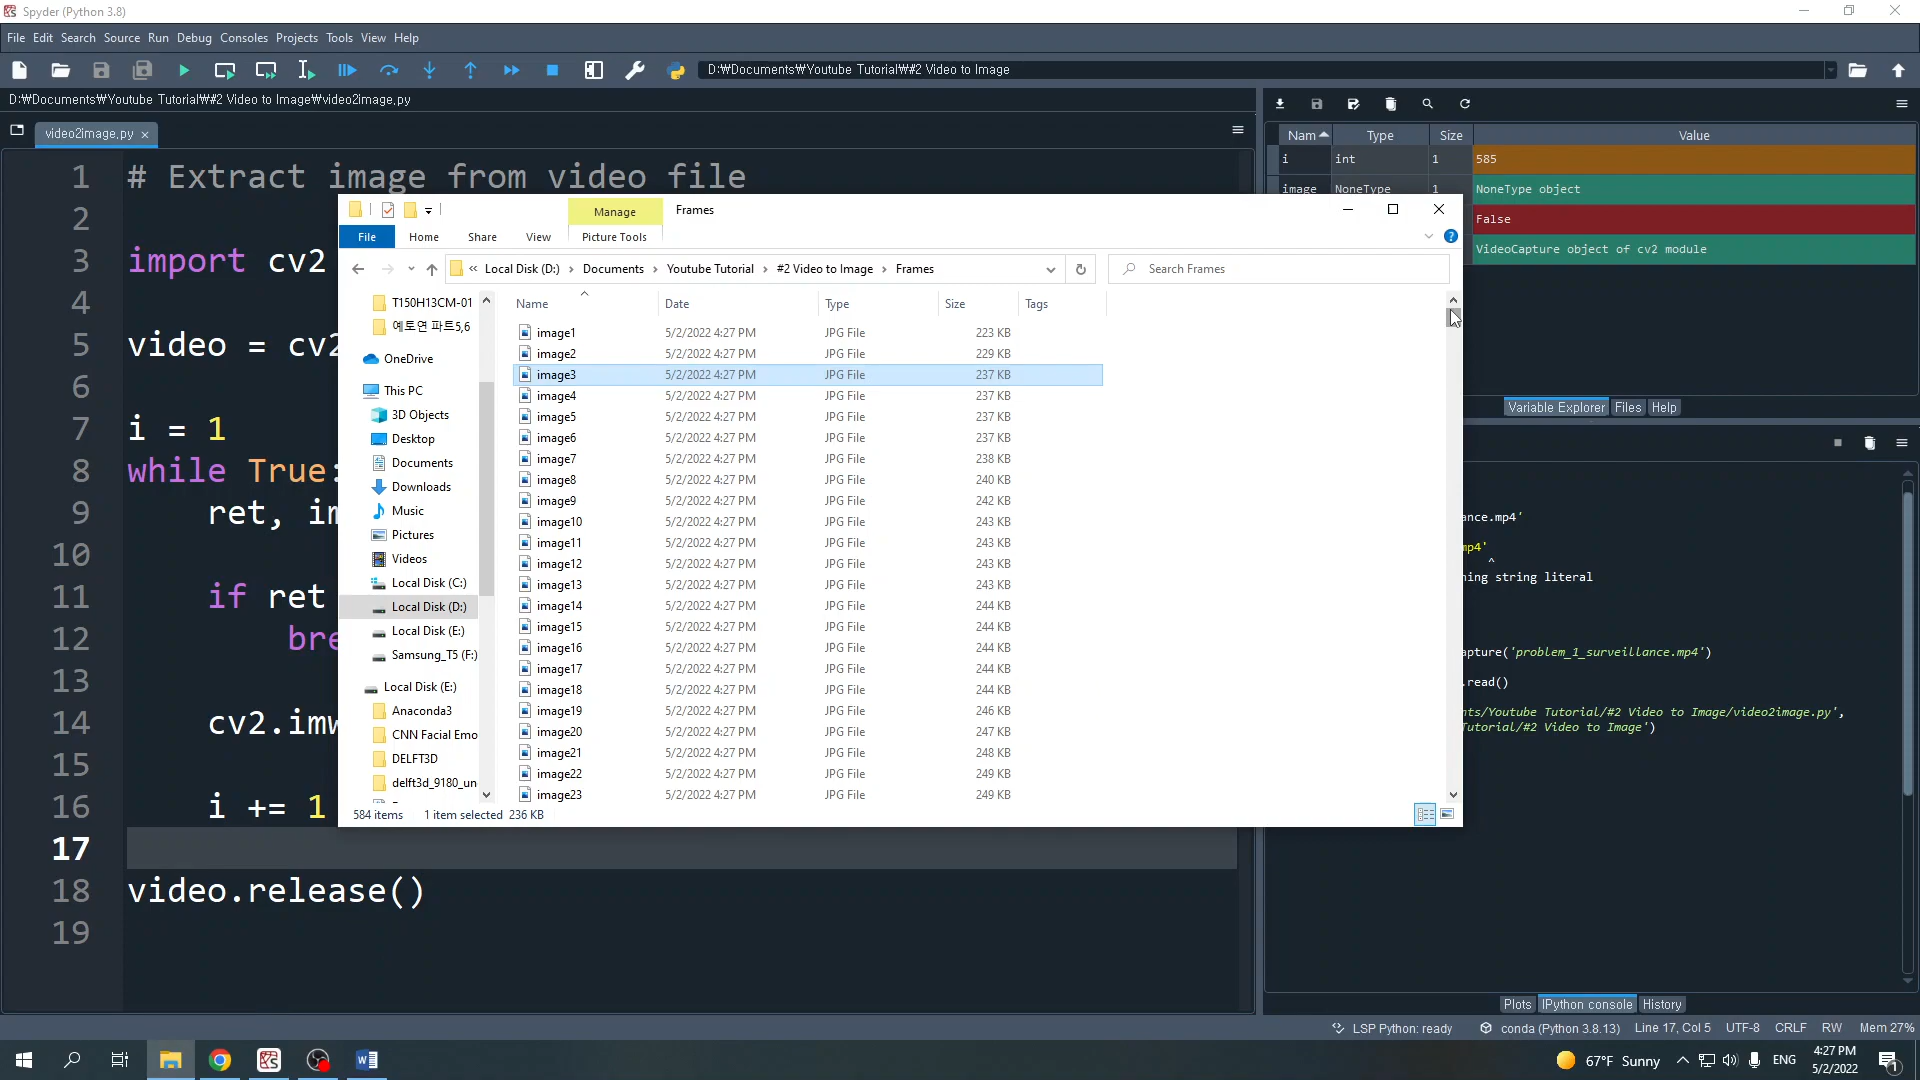 Spyder (Python 3.8)
File Edit Search Source Run Debug Consoles Projects Tools View Help
D:₩Documents₩Youtube Tutorial₩#2 Video to Image
D:₩Documents₩Youtube Tutorial₩#2 Video to Image₩video2image.py
video2image.py
1 # Extract image from video file
2
3 import cv2
4
5 video = cv2
6
7 i = 1
8 while True:
9 ret, im
10
11 if ret
12 bre
13
14 cv2.imw
15
16 i += 1
17
18 video.release()
19
Manage
Frames
File Home Share View Picture Tools
« Local Disk (D:) › Documents › Youtube Tutorial › #2 Video to Image › Frames
Search Frames
T150H13CM-01
예토연 파트5,6
OneDrive
This PC
3D Objects
Desktop
Documents
Downloads
Music
Pictures
Videos
Local Disk (C:)
Local Disk (D:)
Local Disk (E:)
Samsung_T5 (F:)
Local Disk (E:)
Anaconda3
CNN Facial Emo
DELFT3D
delft3d_9180_un
Name Date Type Size Tags
image1 5/2/2022 4:27 PM JPG File 223 KB
image2 5/2/2022 4:27 PM JPG File 229 KB
image3 5/2/2022 4:27 PM JPG File 237 KB
image4 5/2/2022 4:27 PM JPG File 237 KB
image5 5/2/2022 4:27 PM JPG File 237 KB
image6 5/2/2022 4:27 PM JPG File 237 KB
image7 5/2/2022 4:27 PM JPG File 238 KB
image8 5/2/2022 4:27 PM JPG File 240 KB
image9 5/2/2022 4:27 PM JPG File 242 KB
image10 5/2/2022 4:27 PM JPG File 243 KB
image11 5/2/2022 4:27 PM JPG File 243 KB
image12 5/2/2022 4:27 PM JPG File 243 KB
image13 5/2/2022 4:27 PM JPG File 243 KB
image14 5/2/2022 4:27 PM JPG File 244 KB
image15 5/2/2022 4:27 PM JPG File 244 KB
image16 5/2/2022 4:27 PM JPG File 244 KB
image17 5/2/2022 4:27 PM JPG File 244 KB
image18 5/2/2022 4:27 PM JPG File 244 KB
image19 5/2/2022 4:27 PM JPG File 246 KB
image20 5/2/2022 4:27 PM JPG File 247 KB
image21 5/2/2022 4:27 PM JPG File 248 KB
image22 5/2/2022 4:27 PM JPG File 249 KB
image23 5/2/2022 4:27 PM JPG File 249 KB
584 items 1 item selected 236 KB
Nam Type Size Value
i int 1 585
image NoneType 1 NoneType object
False
VideoCapture object of cv2 module
Variable Explorer Files Help
ance.mp4'
mp4'
^
ning string literal
apture('problem_1_surveillance.mp4')
.read()
nts/Youtube Tutorial/#2 Video to Image/video2image.py',
Tutorial/#2 Video to Image')
Plots IPython console History
LSP Python: ready conda (Python 3.8.13) Line 17, Col 5 UTF-8 CRLF RW Mem 27%
67°F Sunny ENG 4:27 PM
5/2/2022
1